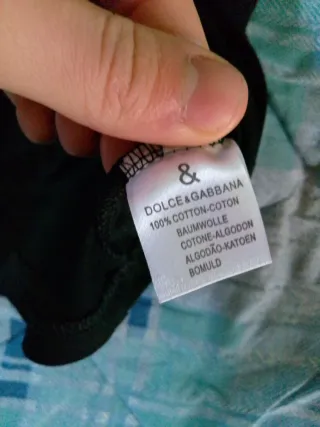 &
DOLCE & GABBANA
100% COTTON-COTON
BAUMWOLLE
COTONE-ALGODON
ALGODÃO-KATOEN
BOMULD